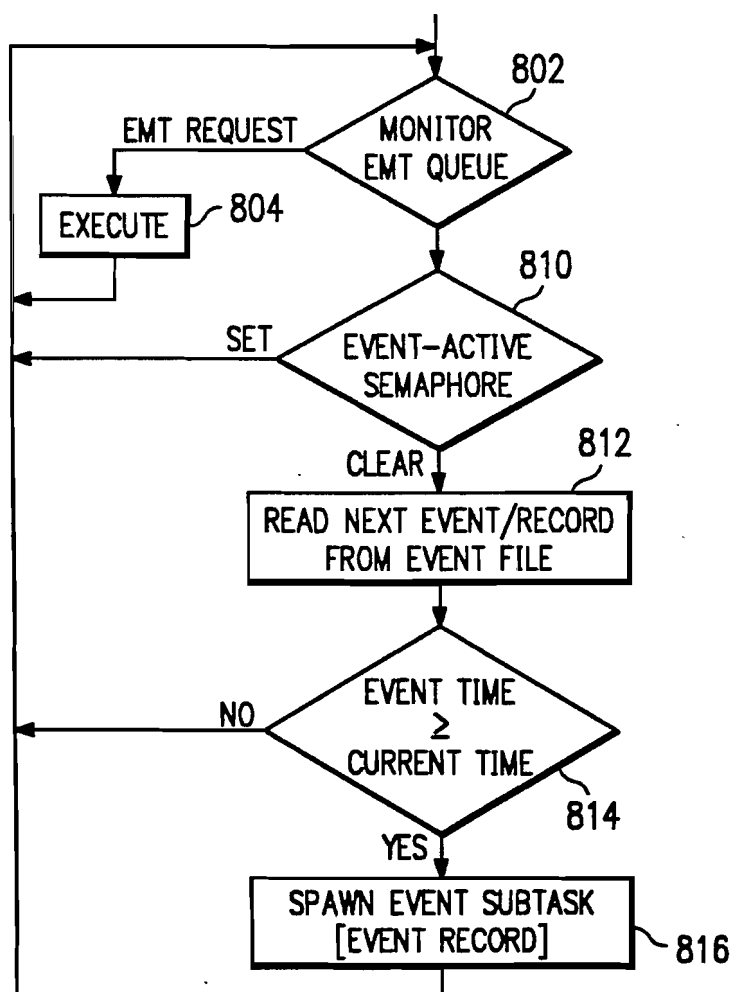 802
MONITOR
EMT QUEUE
EMT REQUEST
EXECUTE
804
810
EVENT-ACTIVE
SEMAPHORE
SET
CLEAR
812
READ NEXT EVENT/RECORD
FROM EVENT FILE
EVENT TIME
≥
CURRENT TIME
NO
814
YES
SPAWN EVENT SUBTASK
[EVENT RECORD]
816